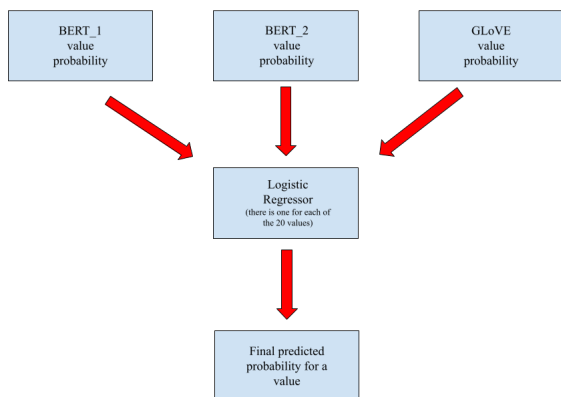 BERT_1
value
probability
BERT_2
value
probability
GLoVE
value
probability
Logistic
Regressor
(there is one for each of
the 20 values)
Final predicted
probability for a
value